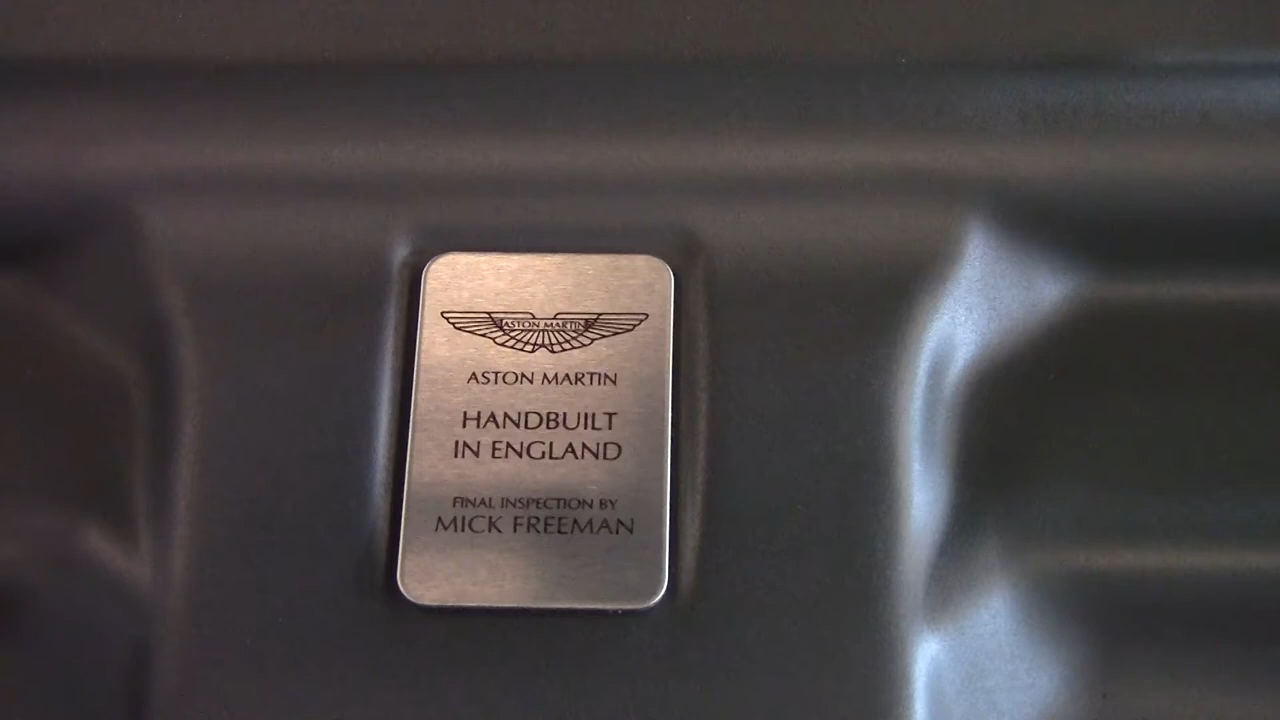 ASTON MARTIN
ASTON MARTIN
HANDBUILT
IN ENGLAND
FINAL INSPECTION BY
MICK FREEMAN